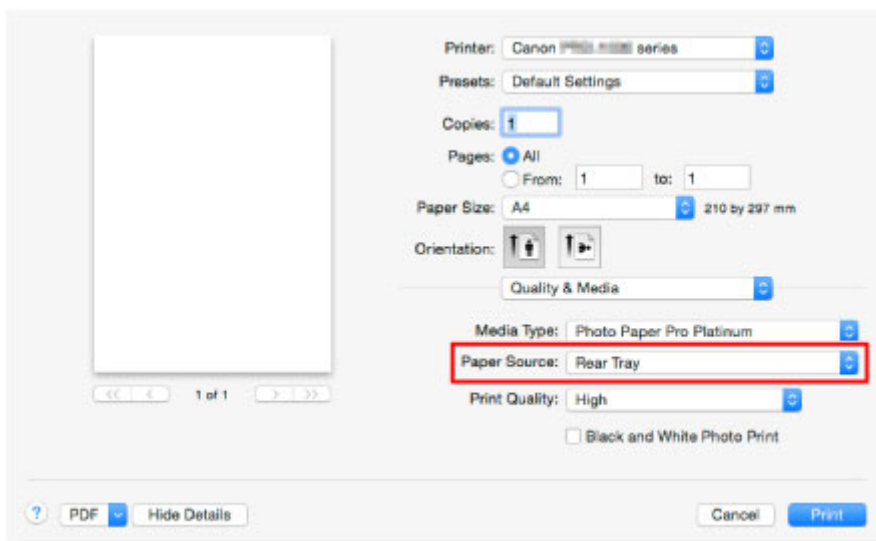 Printer: Canon series
Presets: Default Settings
Copies: 1
Pages: All
From: 1 to: 1
Paper Size: A4 210 by 297 mm
Orientation:
Quality & Media
Media Type: Photo Paper Pro Platinum
Paper Source: Rear Tray
1 of 1
Print Quality: High
Black and White Photo Print
? PDF Hide Details Cancel Print